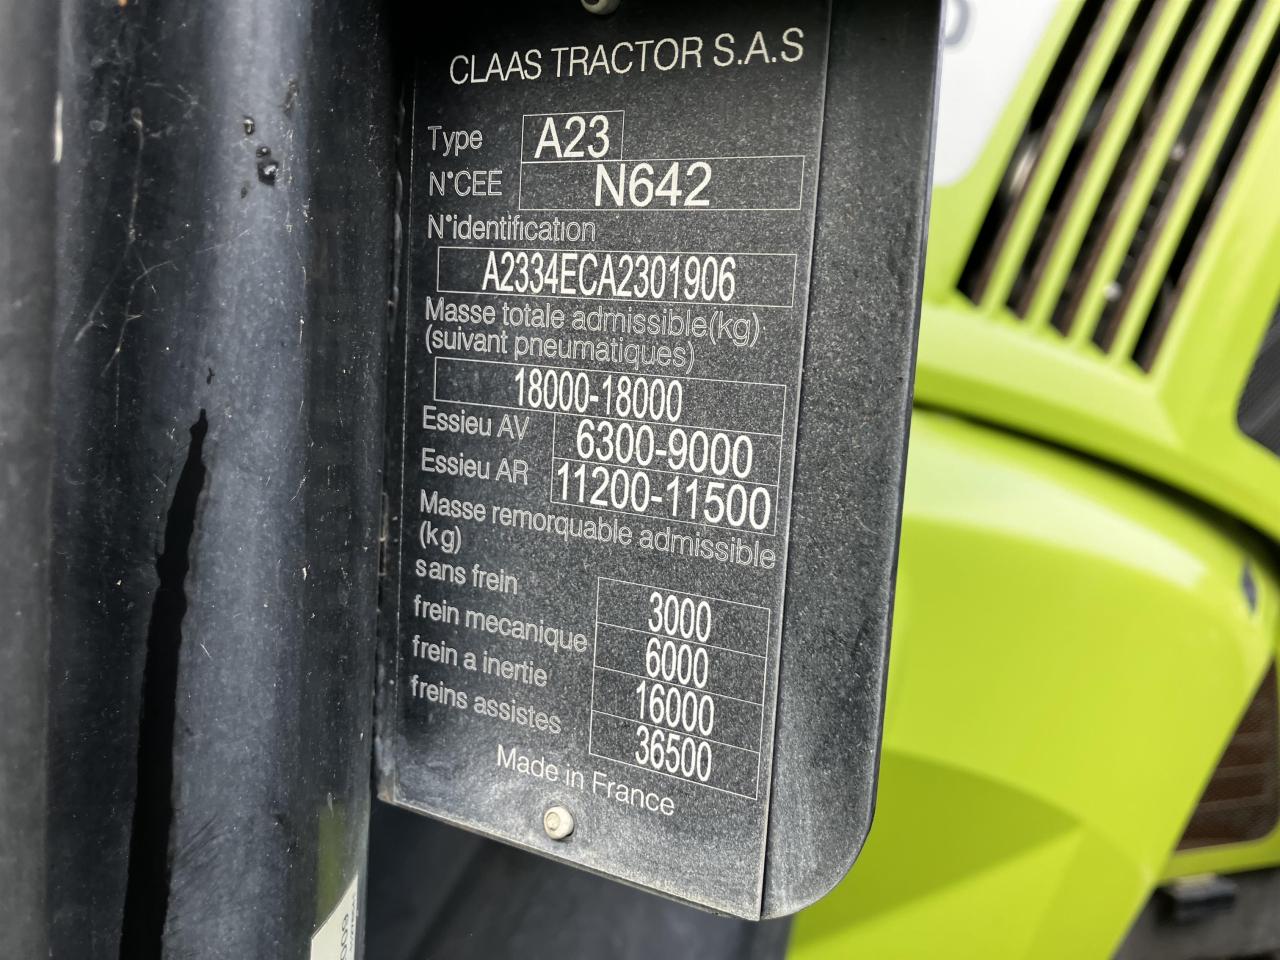 CLAAS TRACTOR S.A.S
Type A23
N°CEE N642
N°identification
A2334ECA2301906
Masse totale admissible(kg)
(suivant pneumatiques)
18000-18000
Essieu AV 6300-9000
Essieu AR 11200-11500
Masse remorquable admissible
(kg)
sans frein 3000
frein mecanique 6000
frein a inertie 16000
freins assistes 36500
Made in France